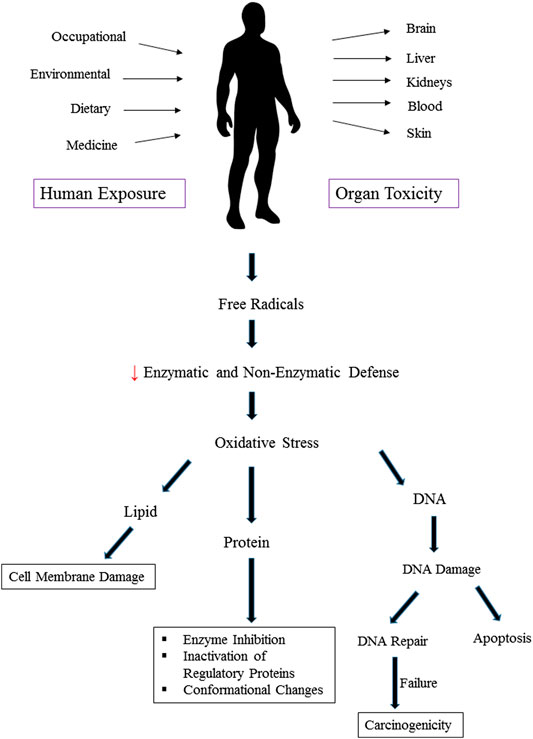 Occupational
Environmental
Dietary
Medicine
Human Exposure
Brain
Liver
Kidneys
Blood
Skin
Organ Toxicity
Free Radicals
↓ Enzymatic and Non-Enzymatic Defense
Oxidative Stress
Lipid
Cell Membrane Damage
Protein
▪ Enzyme Inhibition
▪ Inactivation of
Regulatory Proteins
▪ Conformational Changes
DNA
DNA Damage
DNA Repair
Apoptosis
Failure
Carcinogenicity